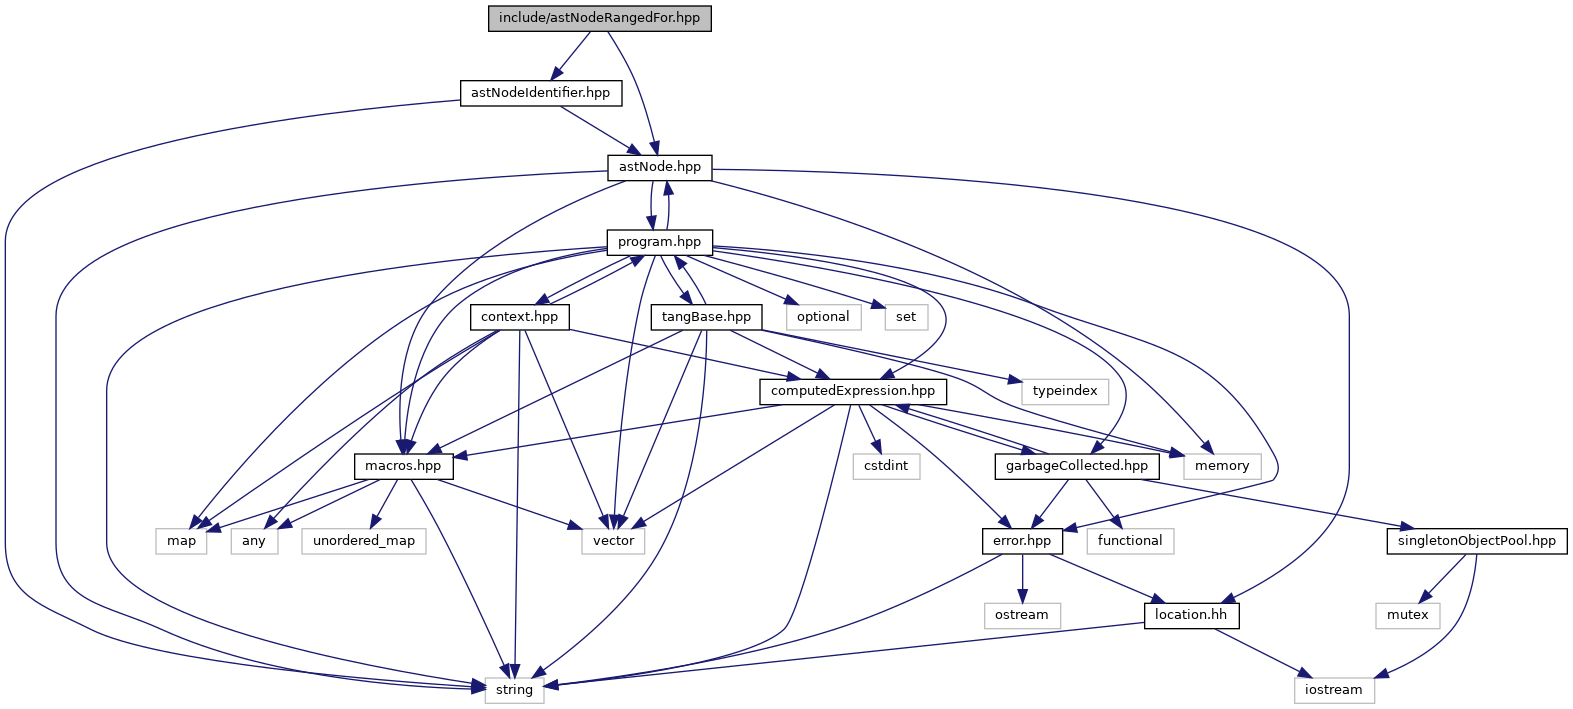 include/astNodeRangedFor.hpp
astNodeIdentifier.hpp
astNode.hpp
program.hpp
context.hpp
tangBase.hpp
optional
set
computedExpression.hpp
typeindex
macros.hpp
cstdint
garbageCollected.hpp
memory
map
any
unordered_map
vector
error.hpp
functional
singletonObjectPool.hpp
ostream
location.hh
mutex
string
iostream